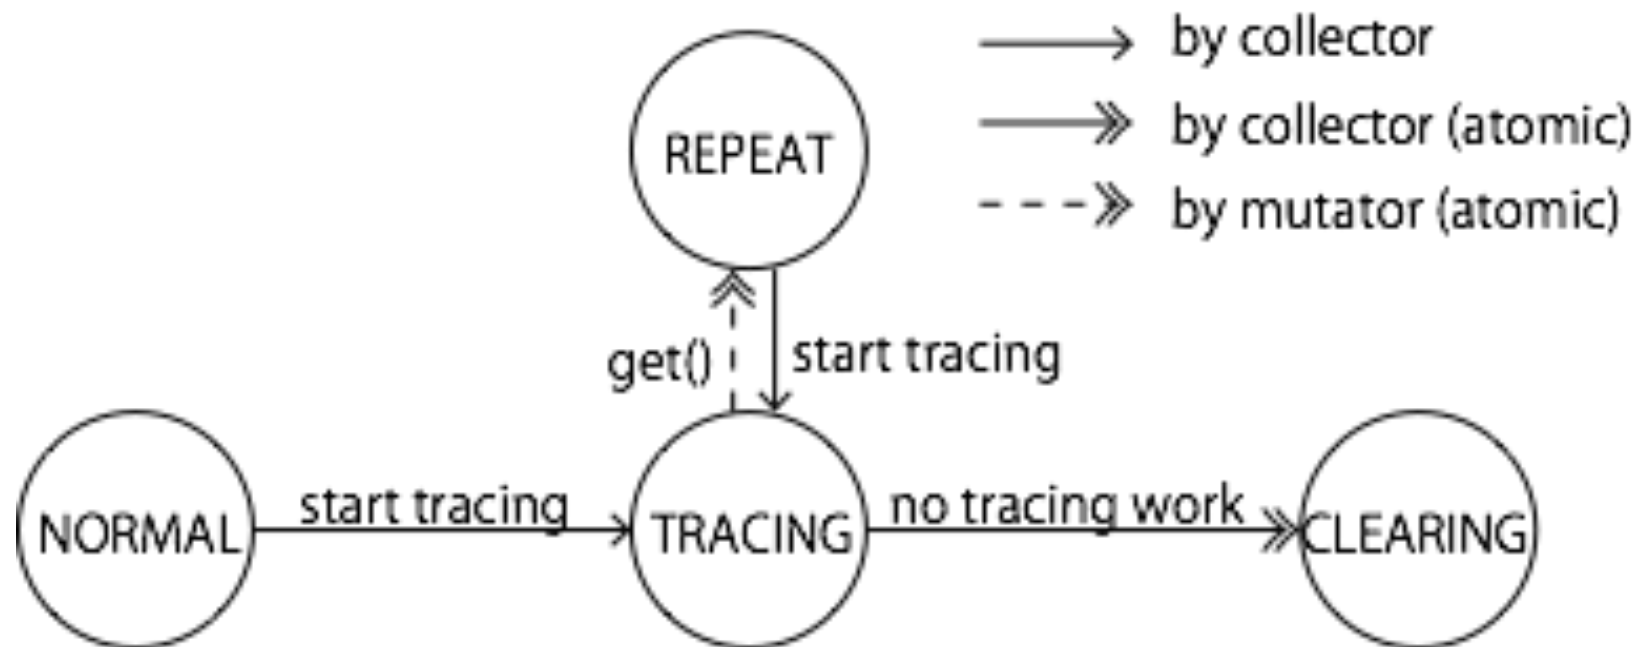 by collector
by collector (atomic)
by mutator (atomic)
REPEAT
get()
start tracing
NORMAL
start tracing
TRACING
no tracing work
CLEARING